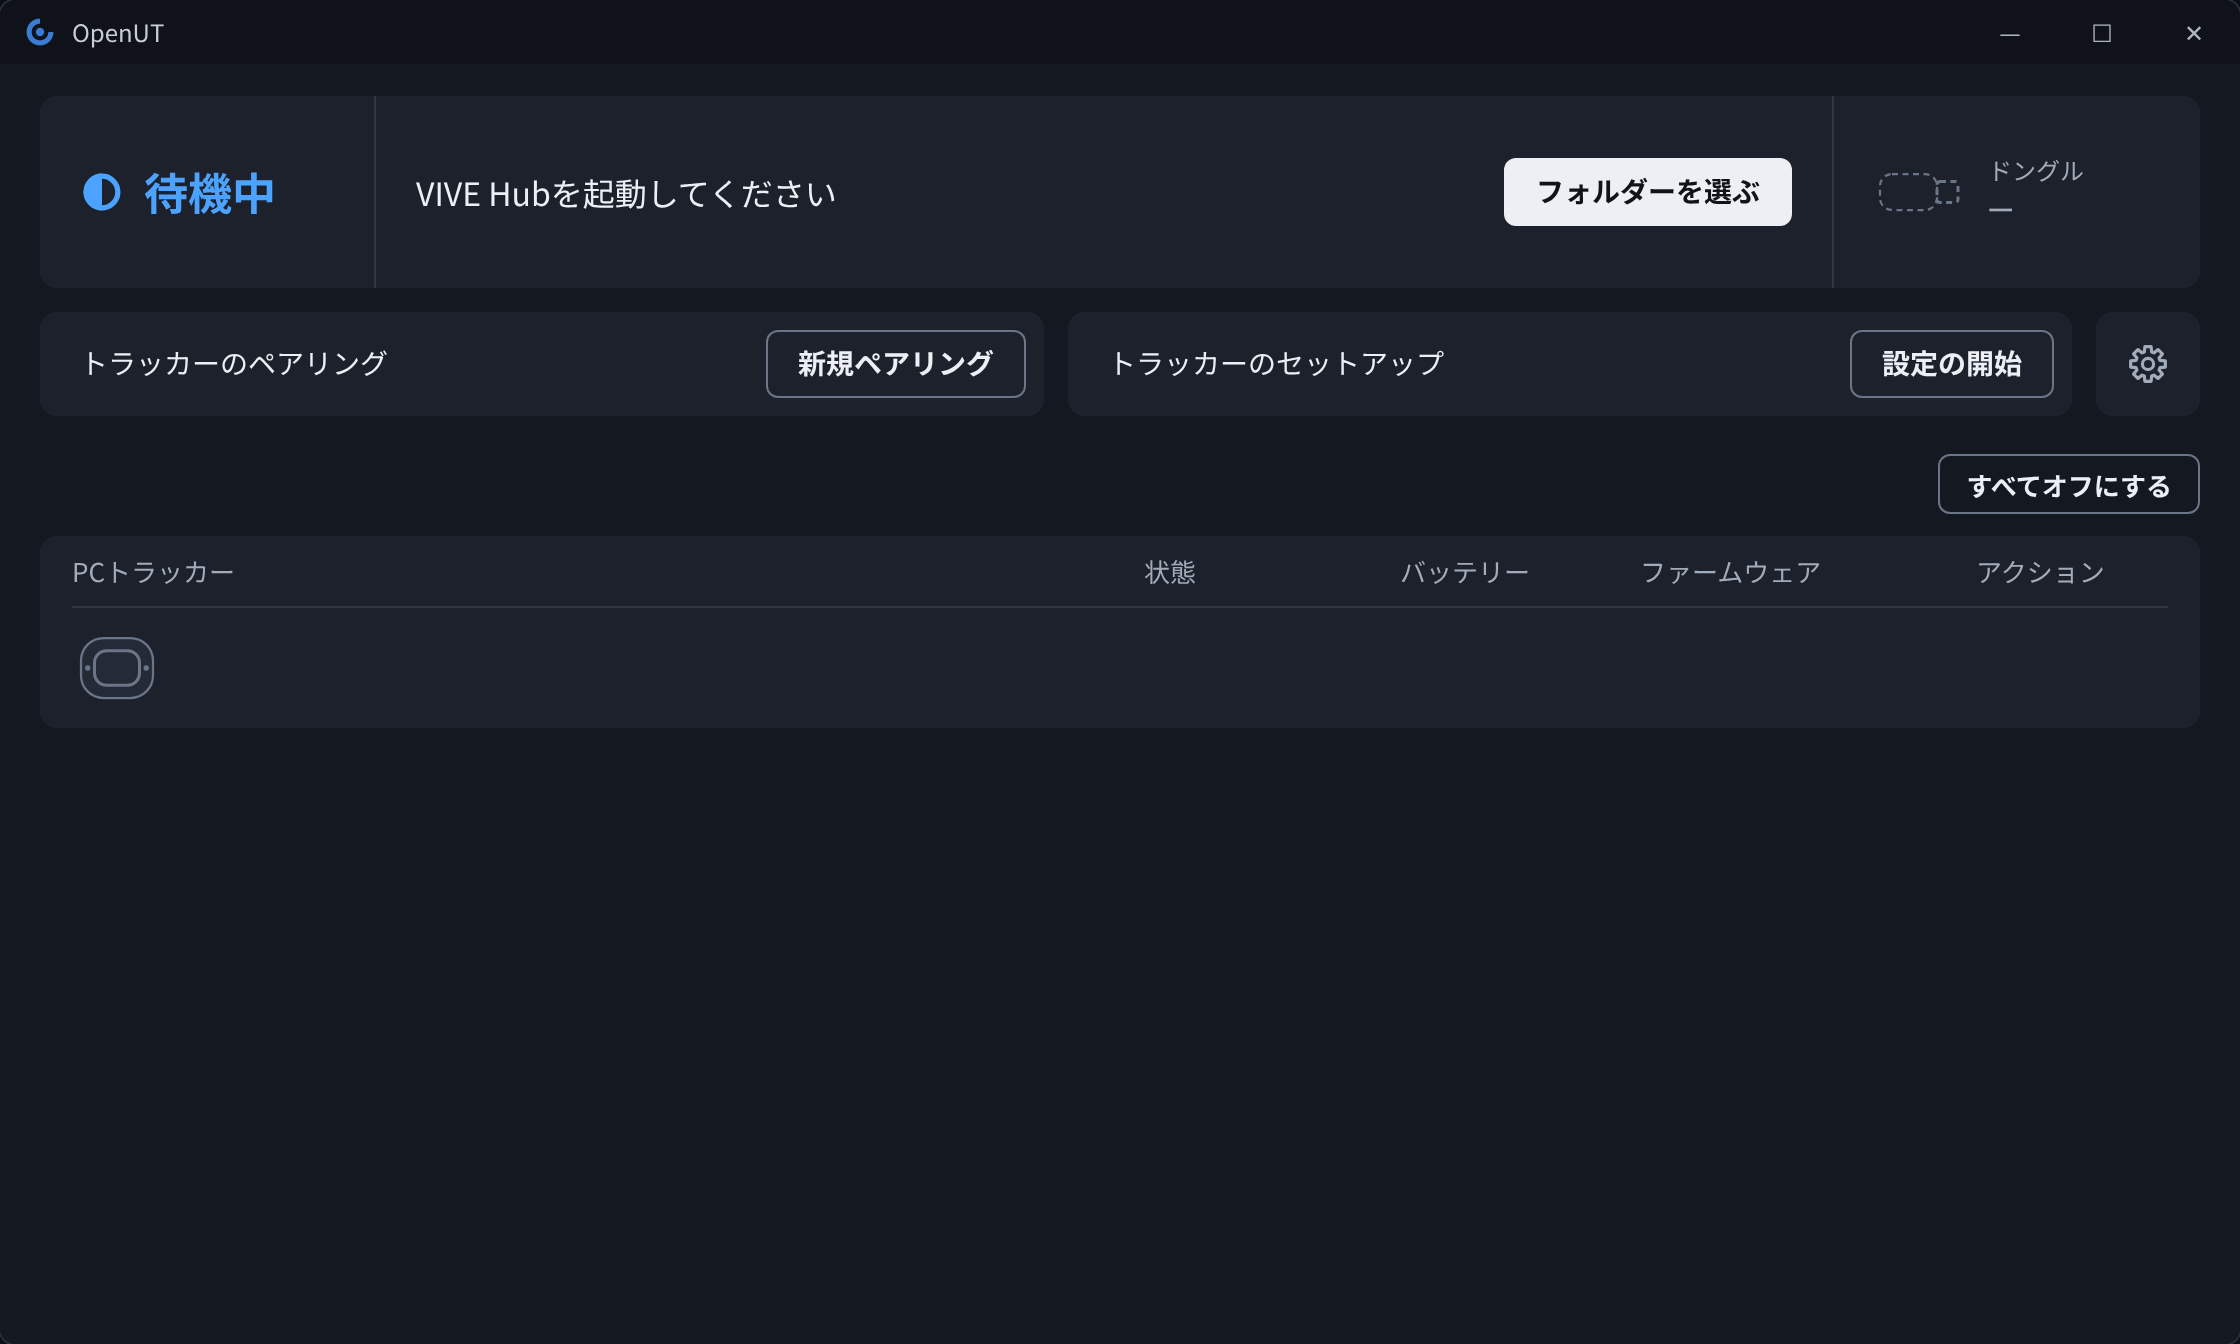 OpenUT
待機中
VIVE Hubを起動してください
フォルダーを選ぶ
ドングル
—
トラッカーのペアリング
新規ペアリング
トラッカーのセットアップ
設定の開始
すべてオフにする
PCトラッカー 状態 バッテリー ファームウェア アクション